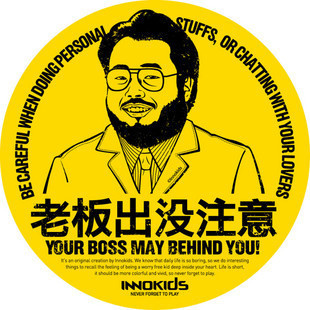 BE CAREFUL WHEN DOING PERSONAL STUFFS, OR CHATTING WITH YOUR LOVERS
老板出没注意
YOUR BOSS MAY BEHIND YOU!
It's an original creation by Innokids. We know that daily life is so boring, so we do interesting
things to recall the feeling of being a worry free kid deep inside your heart. Life is short,
it should be more colorful and vivid, so never forget to play.
INNOKIDS
NEVER FORGET TO PLAY